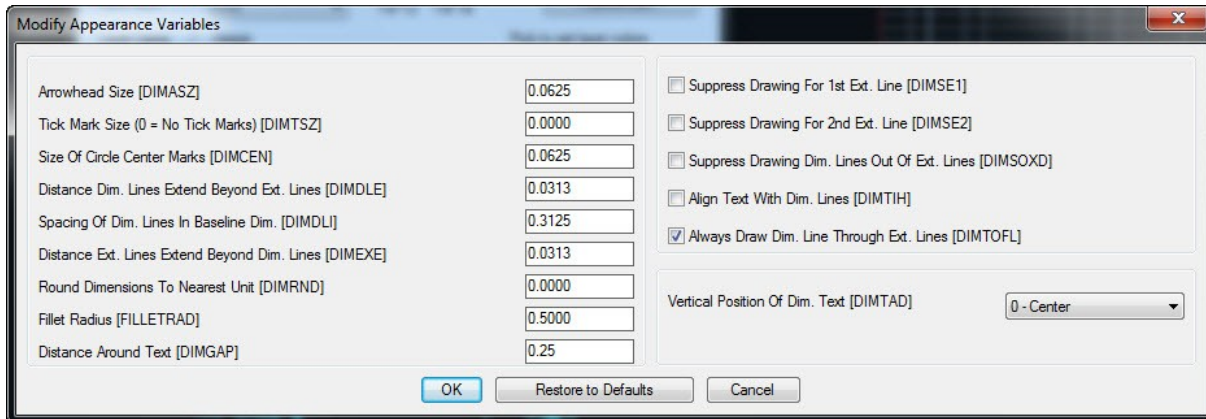 Modify Appearance Variables
Arrowhead Size [DIMASZ] 0.0625
Tick Mark Size (0 = No Tick Marks) [DIMTSZ] 0.0000
Size Of Circle Center Marks [DIMCEN] 0.0625
Distance Dim. Lines Extend Beyond Ext. Lines [DIMDLE] 0.0313
Spacing Of Dim. Lines In Baseline Dim. [DIMDLI] 0.3125
Distance Ext. Lines Extend Beyond Dim. Lines [DIMEXE] 0.0313
Round Dimensions To Nearest Unit [DIMRND] 0.0000
Fillet Radius [FILLETRAD] 0.5000
Distance Around Text [DIMGAP] 0.25
Suppress Drawing For 1st Ext. Line [DIMSE1]
Suppress Drawing For 2nd Ext. Line [DIMSE2]
Suppress Drawing Dim. Lines Out Of Ext. Lines [DIMSOXD]
Align Text With Dim. Lines [DIMTIH]
Always Draw Dim. Line Through Ext. Lines [DIMTOFL]
Vertical Position Of Dim. Text [DIMTAD] 0 - Center
OK Restore to Defaults Cancel